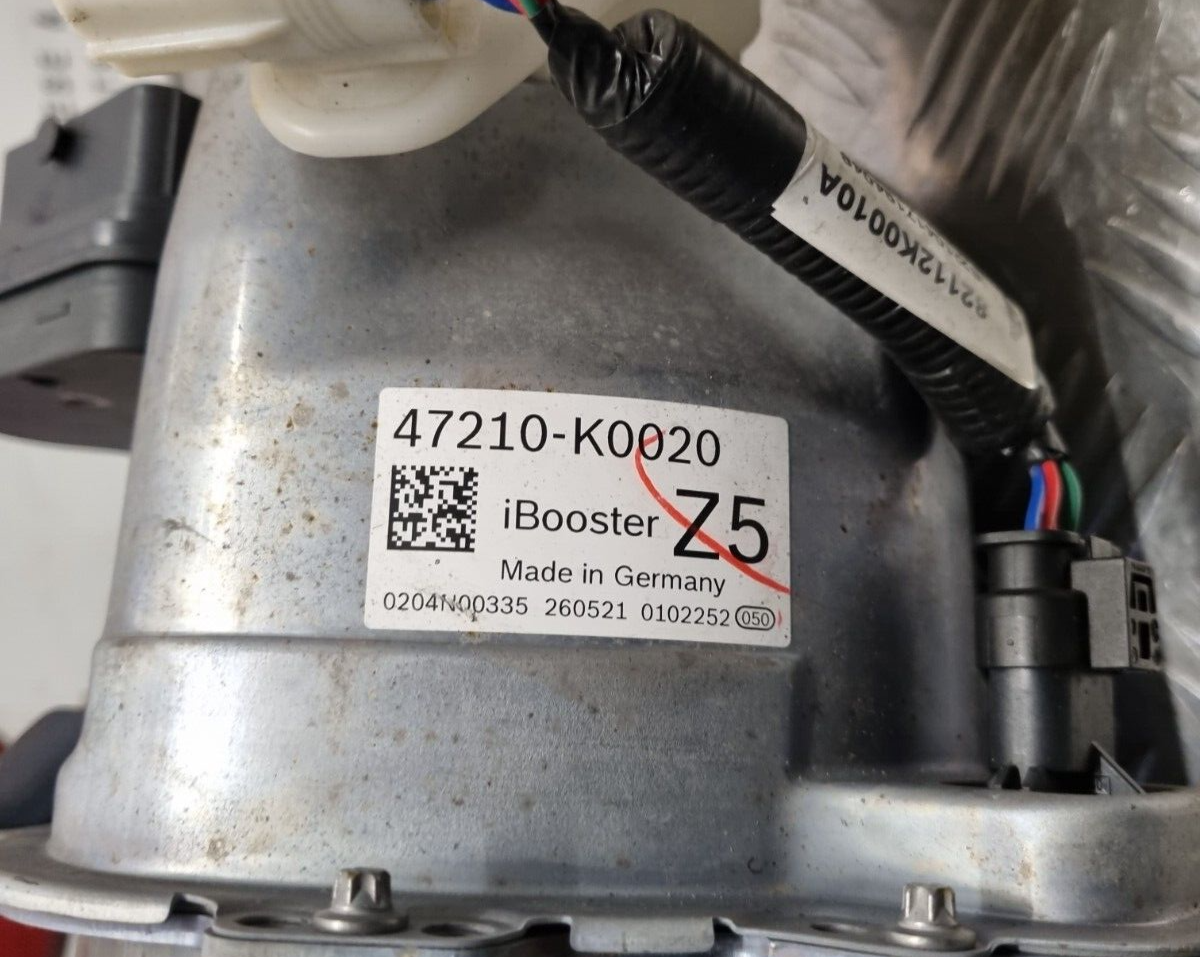 82112K0010A
47210-K0020
iBooster Z5
Made in Germany
0204N00335 260521 0102252 050